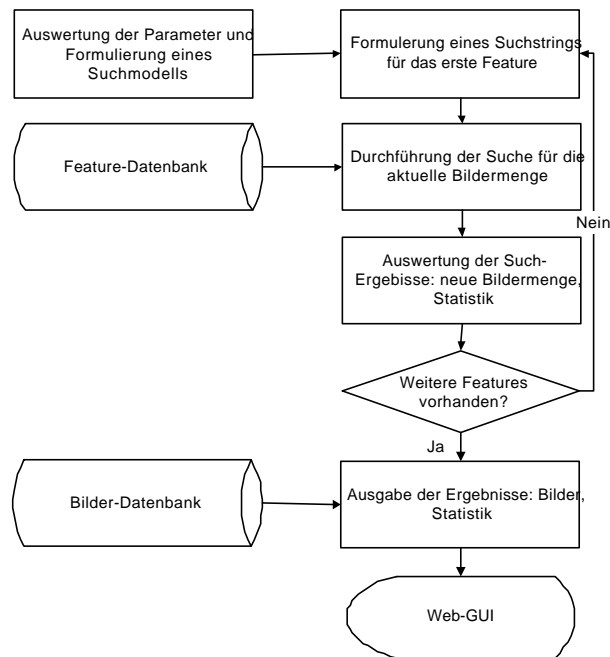 Auswertung der Parameter und
Formulierung eines
Suchmodells
Formulerung eines Suchstrings
für das erste Feature
Feature-Datenbank
Durchführung der Suche für die
aktuelle Bildermenge
Nein
Auswertung der Such-
Ergebisse: neue Bildermenge,
Statistik
Weitere Features
vorhanden?
Ja
Bilder-Datenbank
Ausgabe der Ergebnisse: Bilder,
Statistik
Web-GUI